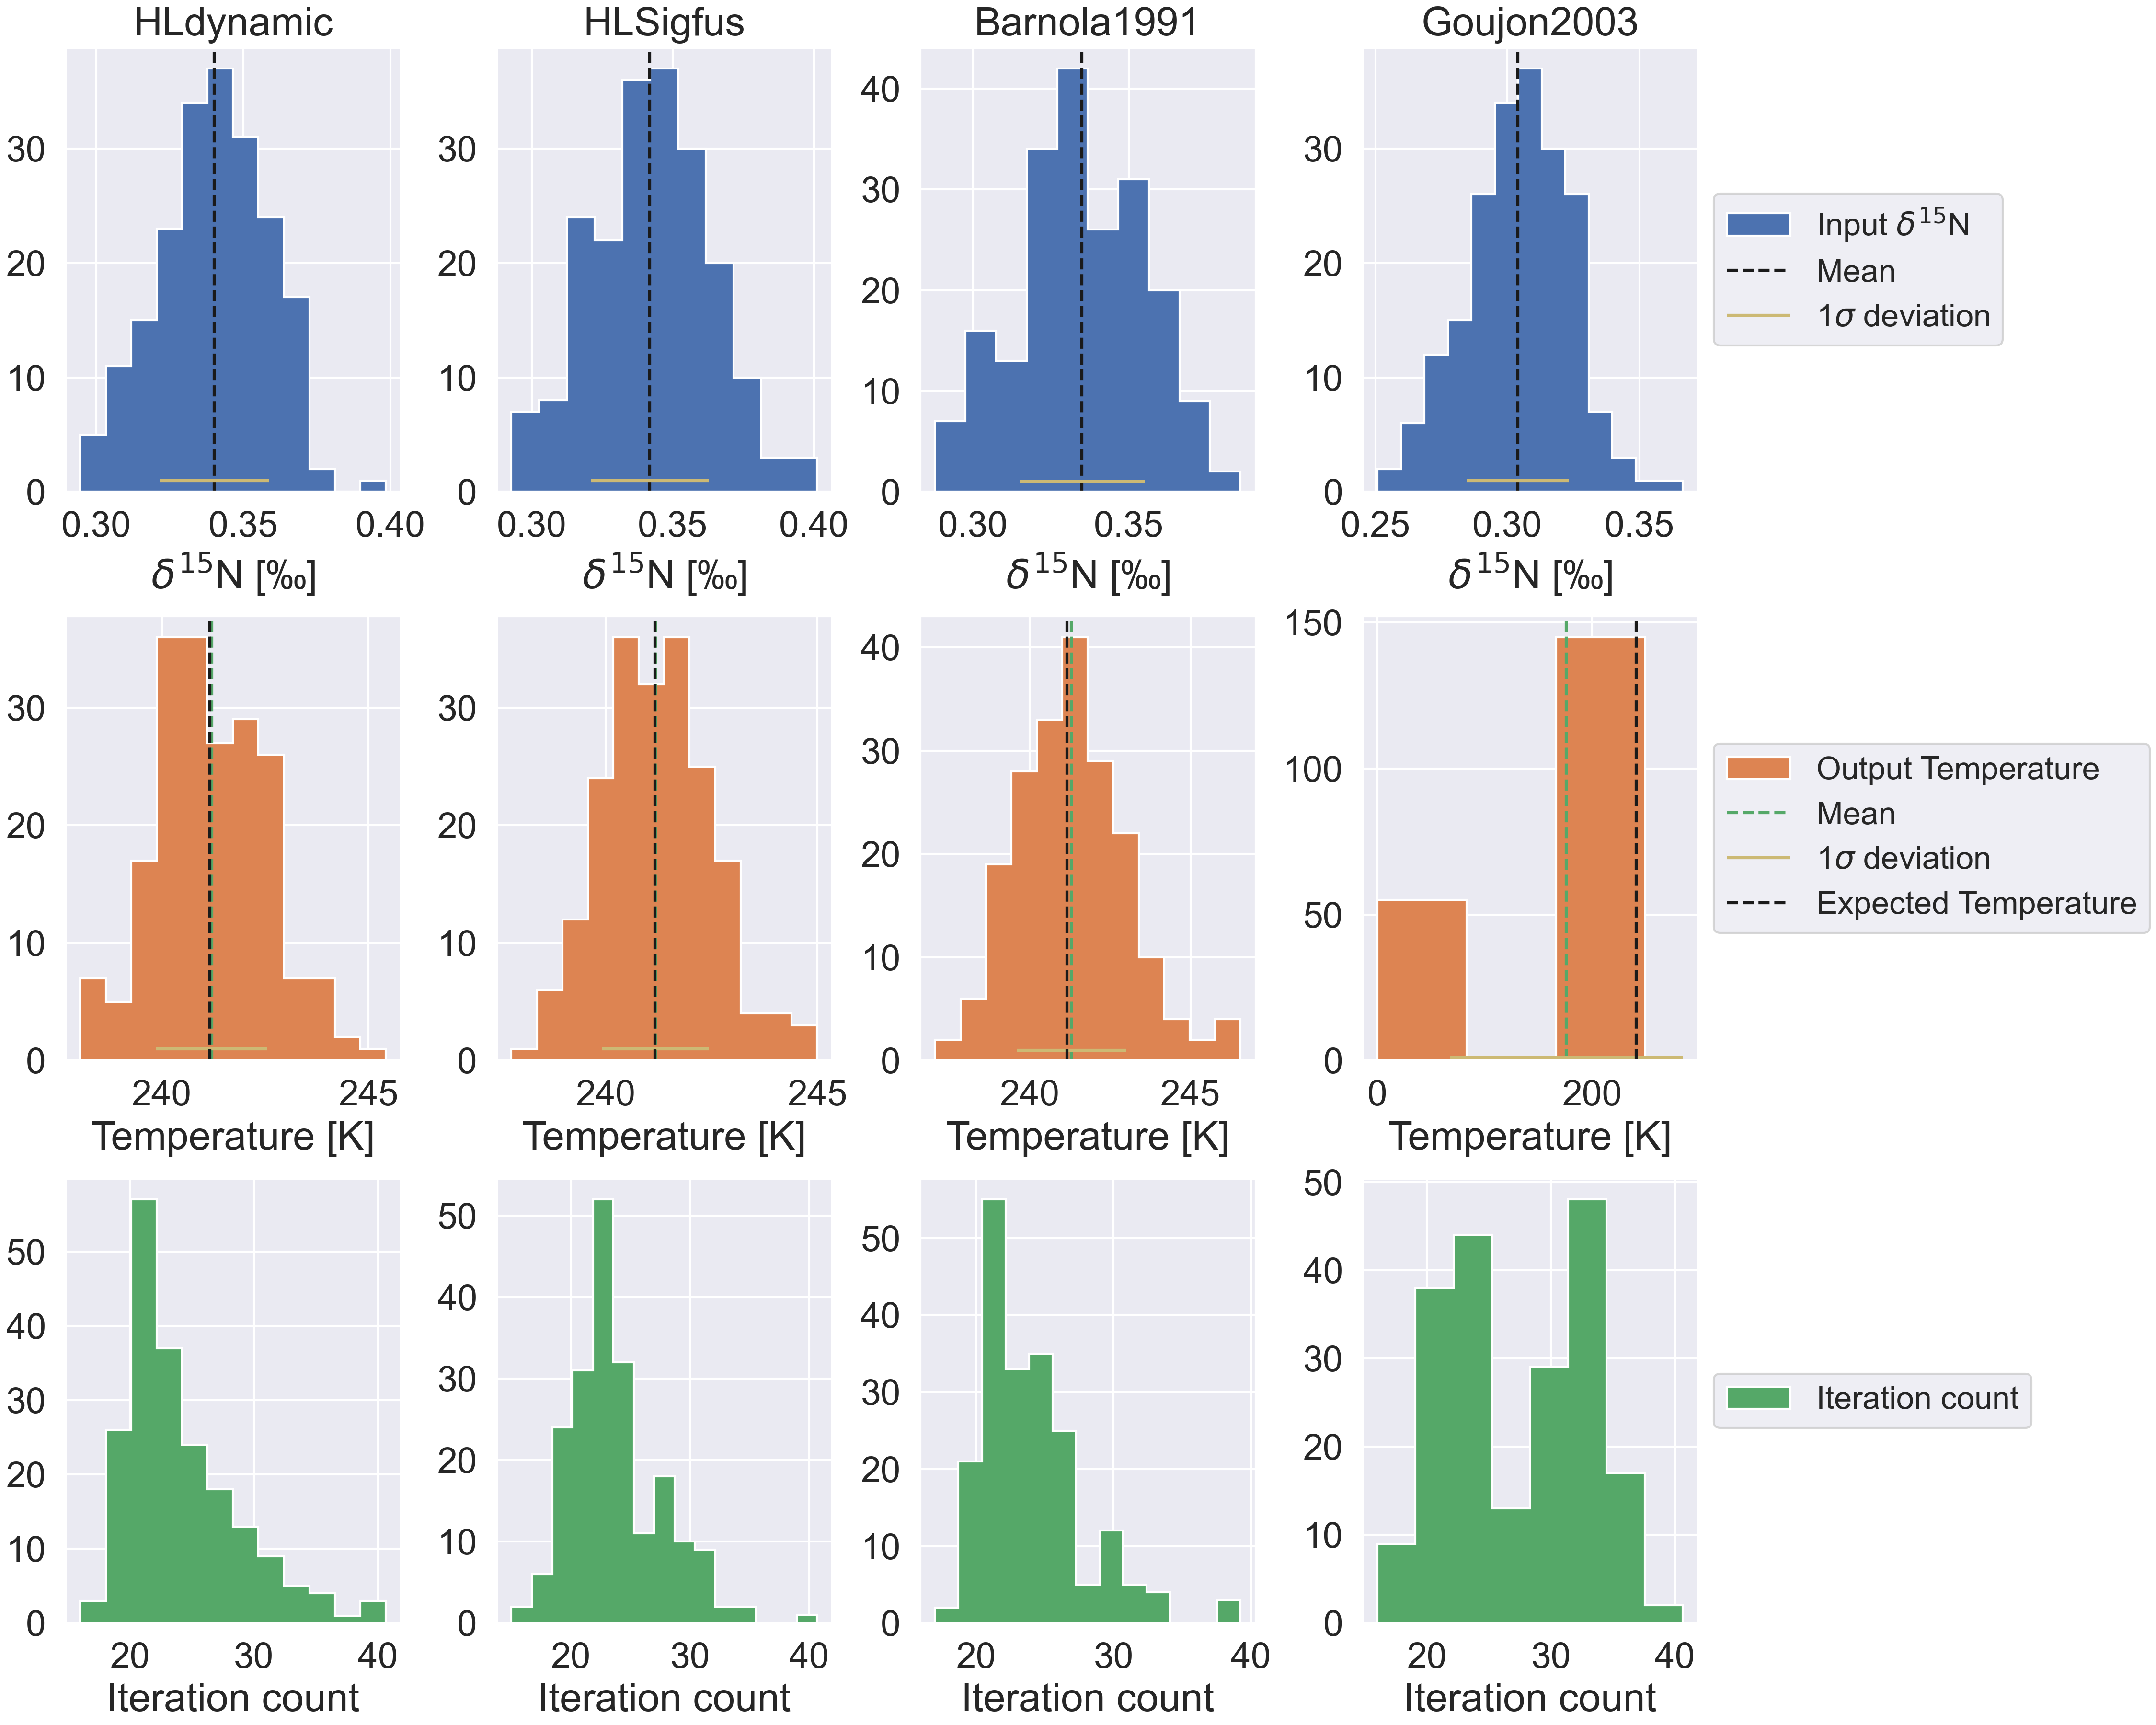 HLdynamic HLSigfus Barnola1991 Goujon2003
30 20 10 0
30 20 10 0
40 30 20 10 0
30 20 10 0
0.30 0.35 0.40
0.30 0.35 0.40
0.30 0.35
0.25 0.30 0.35
δ¹⁵N [‰] δ¹⁵N [‰] δ¹⁵N [‰] δ¹⁵N [‰]
Input δ¹⁵N
Mean
1σ deviation
30 20 10 0
30 20 10 0
40 30 20 10 0
150 100 50 0
240 245
240 245
240 245
0 200
Temperature [K] Temperature [K] Temperature [K] Temperature [K]
Output Temperature
Mean
1σ deviation
Expected Temperature
50 40 30 20 10 0
50 40 30 20 10 0
50 40 30 20 10 0
50 40 30 20 10 0
20 30 40
20 30 40
20 30 40
20 30 40
Iteration count Iteration count Iteration count Iteration count
Iteration count